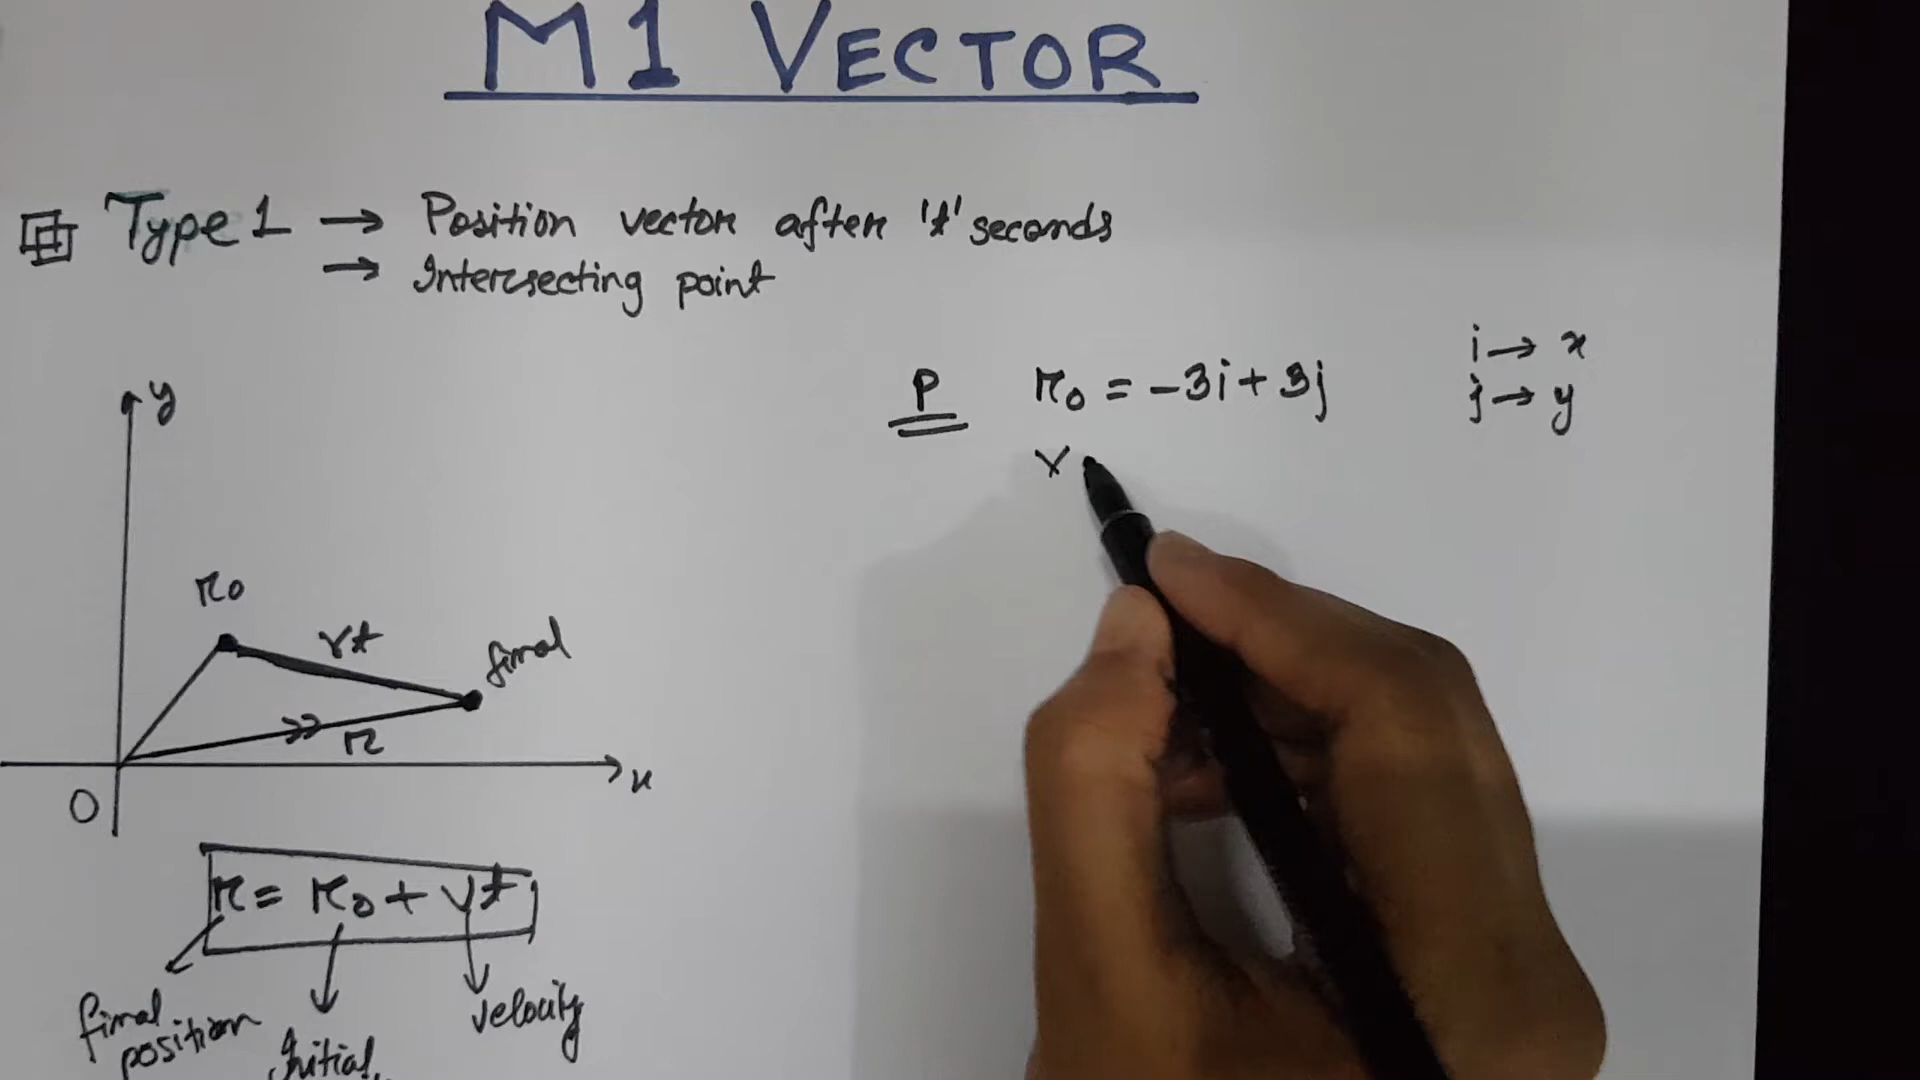 M1 VECTOR
Type 1 → Position vector after 't' seconds
→ Intersecting point
i → x
j → y
P r₀ = -3i + 3j
v
y
r₀
vt
final
r
x
O
r = r₀ + vt
final position
Initial
velocity